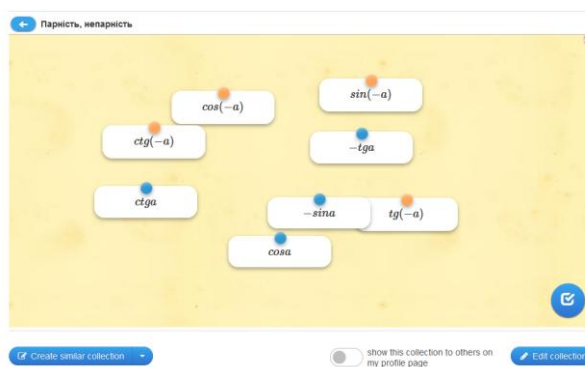 Парність, непарність
sin(−a)
cos(−a)
ctg(−a)
−tga
ctga
−sina
tg(−a)
cosa
Create similar collection
show this collection to others on
my profile page
Edit collection